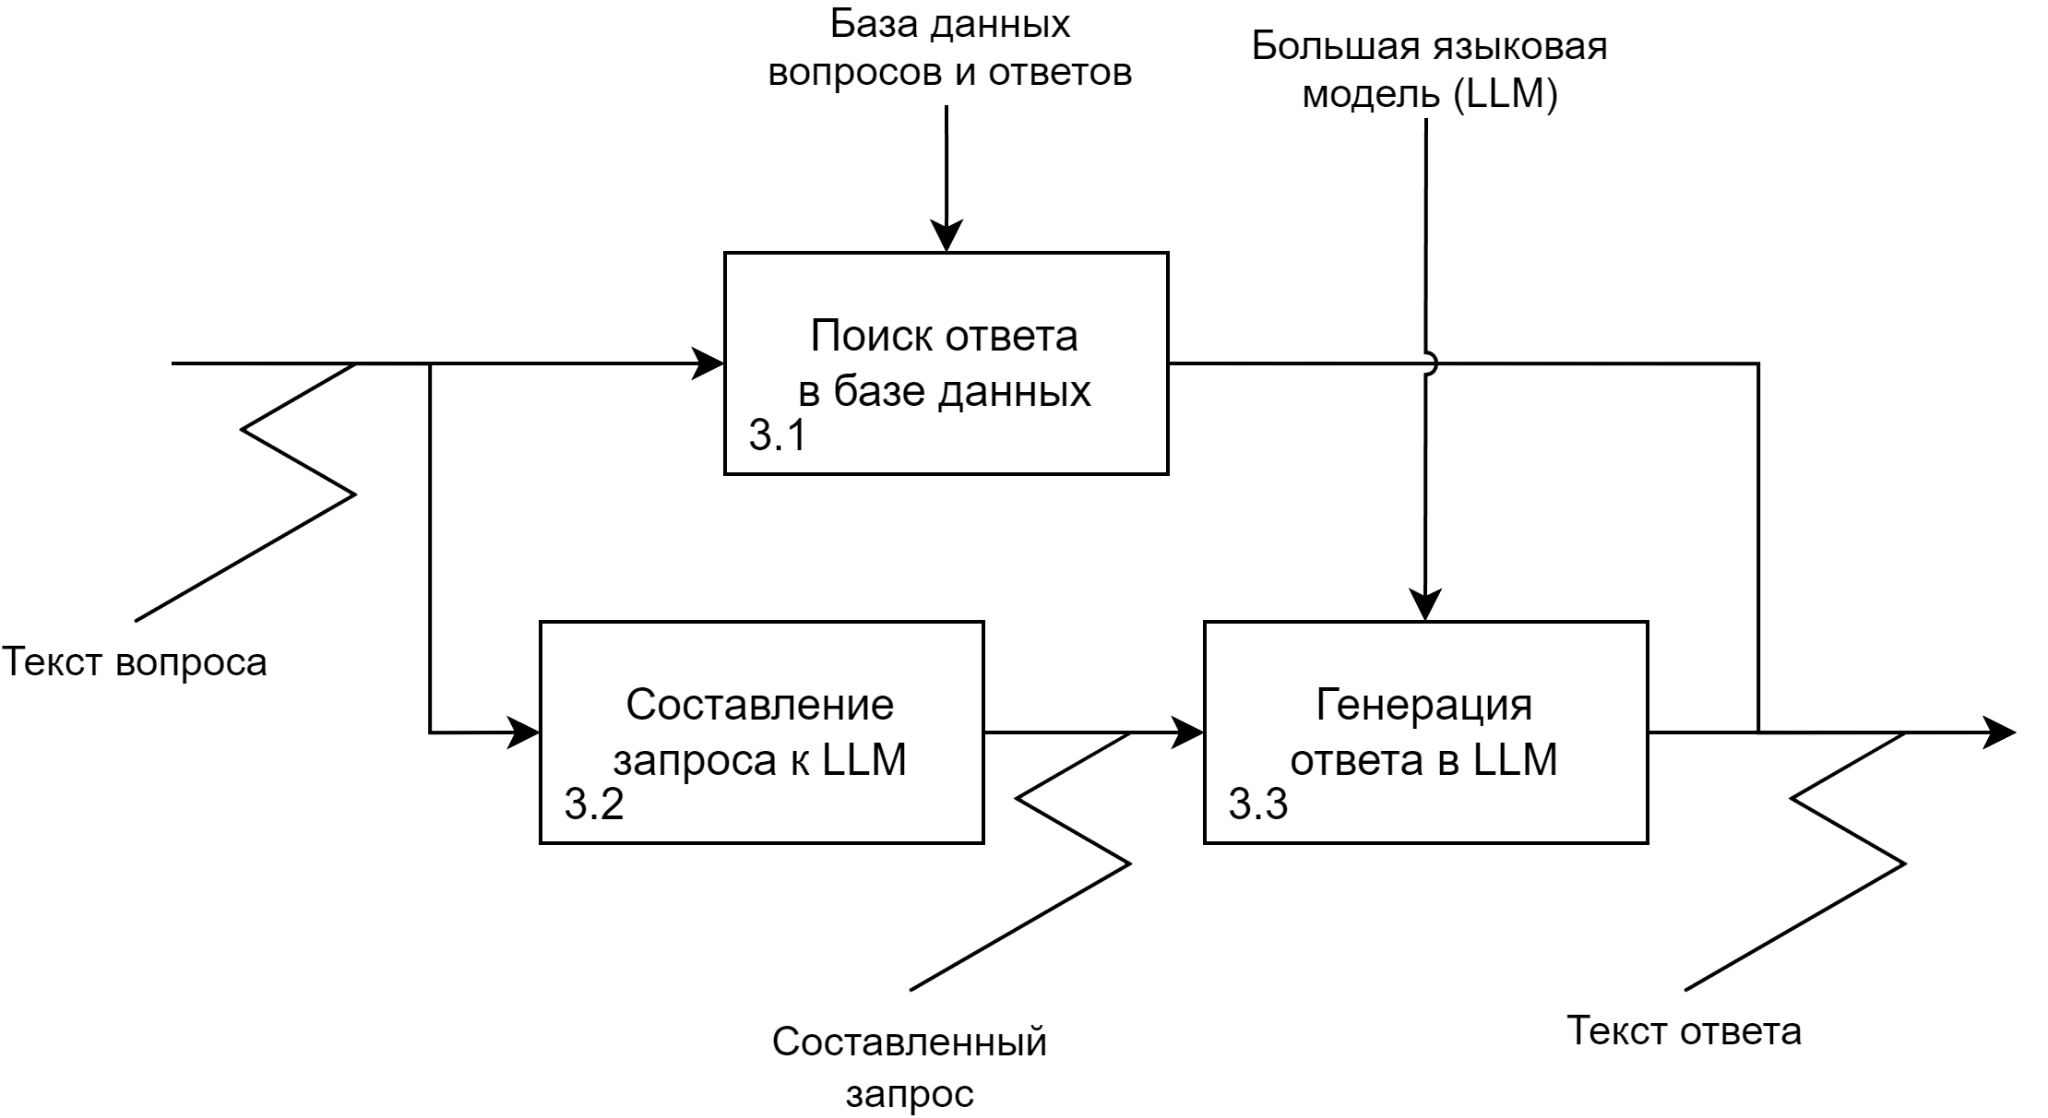 База данных
вопросов и ответов
Большая языковая
модель (LLM)
Поиск ответа
в базе данных
3.1
Текст вопроса
Составление
запроса к LLM
3.2
Генерация
ответа в LLM
3.3
Составленный
запрос
Текст ответа